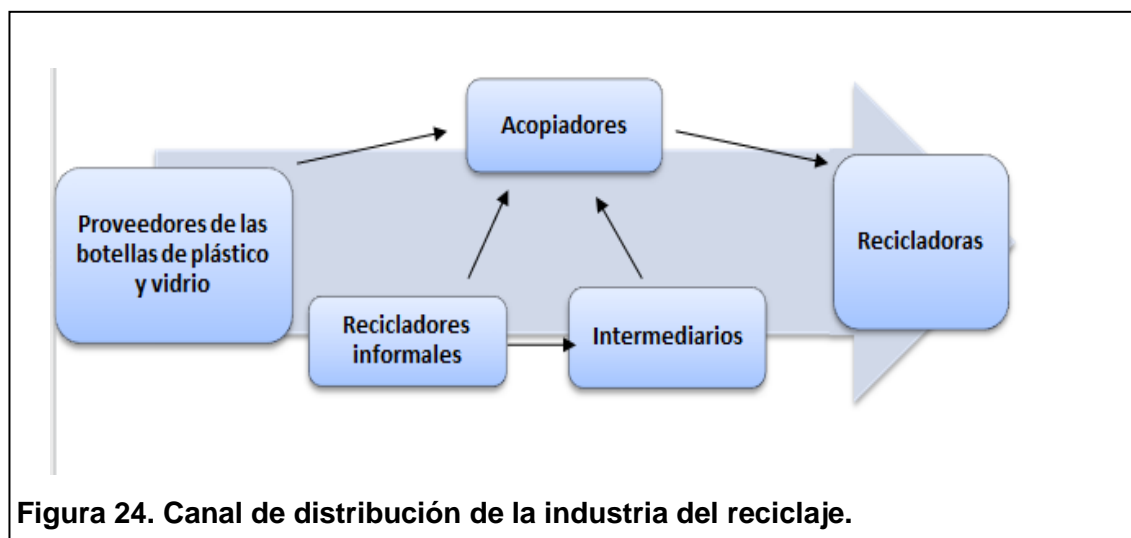 Acopiadores
Proveedores de las
botellas de plástico
y vidrio
Recicladoras
Recicladores
informales
Intermediarios
Figura 24. Canal de distribución de la industria del reciclaje.